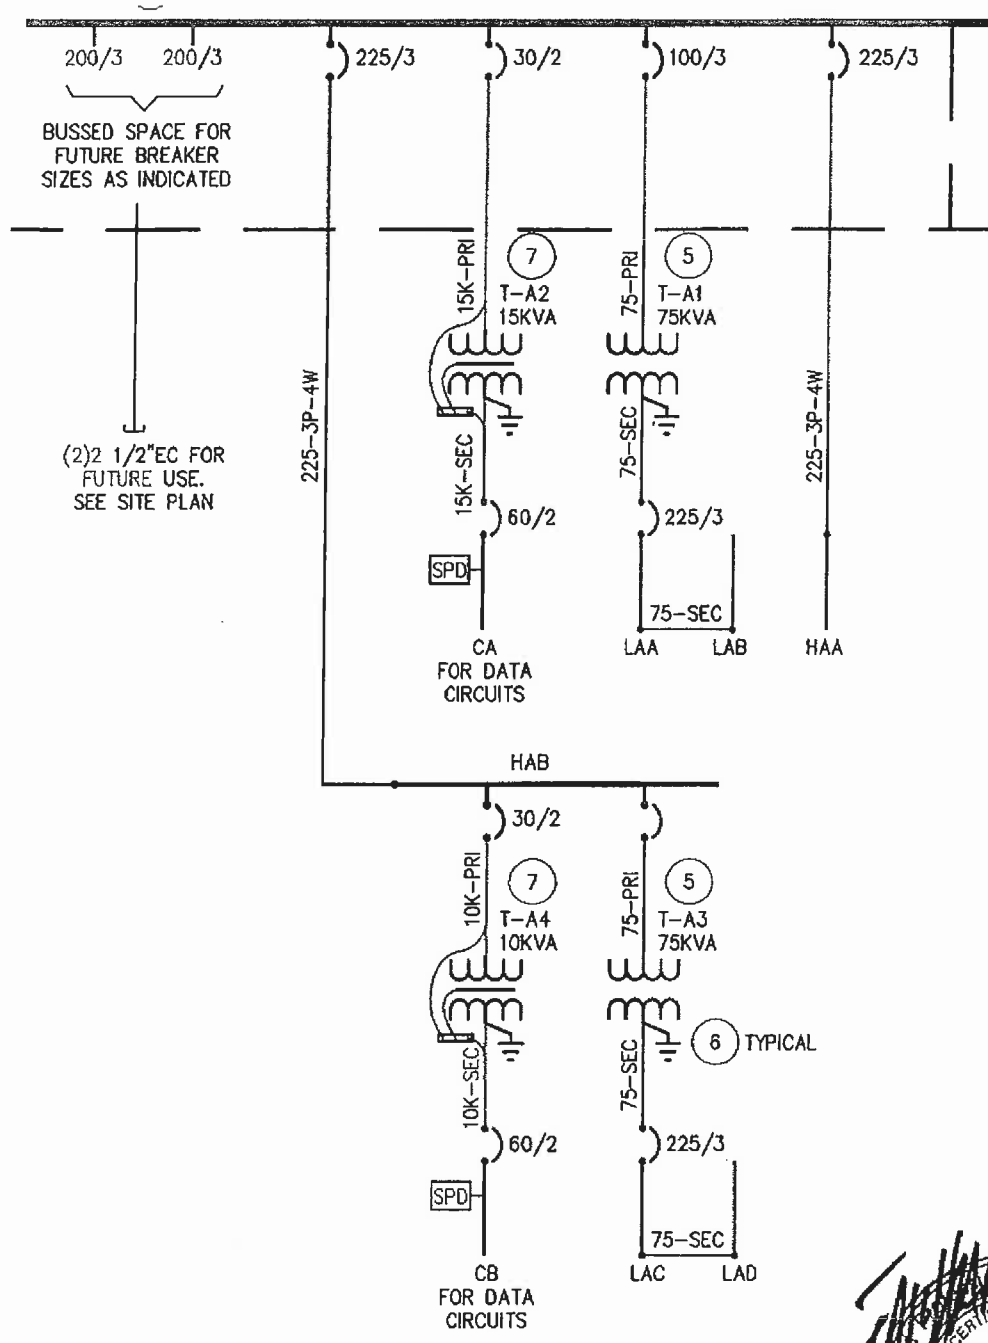 200/3
200/3
225/3
30/2
100/3
225/3
BUSSED SPACE FOR
FUTURE BREAKER
SIZES AS INDICATED
15K-PRI
7
T-A2
15KVA
75-PRI
5
T-A1
75KVA
225-3P-4W
225-3P-4W
(2)2 1/2"EC FOR
FUTURE USE.
SEE SITE PLAN
15K-SEC
75-SEC
60/2
225/3
SPD
75-SEC
CA
FOR DATA
CIRCUITS
LAA
LAB
HAA
HAB
30/2
10K-PRI
7
T-A4
10KVA
75-PRI
5
T-A3
75KVA
6 TYPICAL
10K-SEC
75-SEC
60/2
225/3
SPD
75-SEC
CB
FOR DATA
CIRCUITS
LAC
LAD